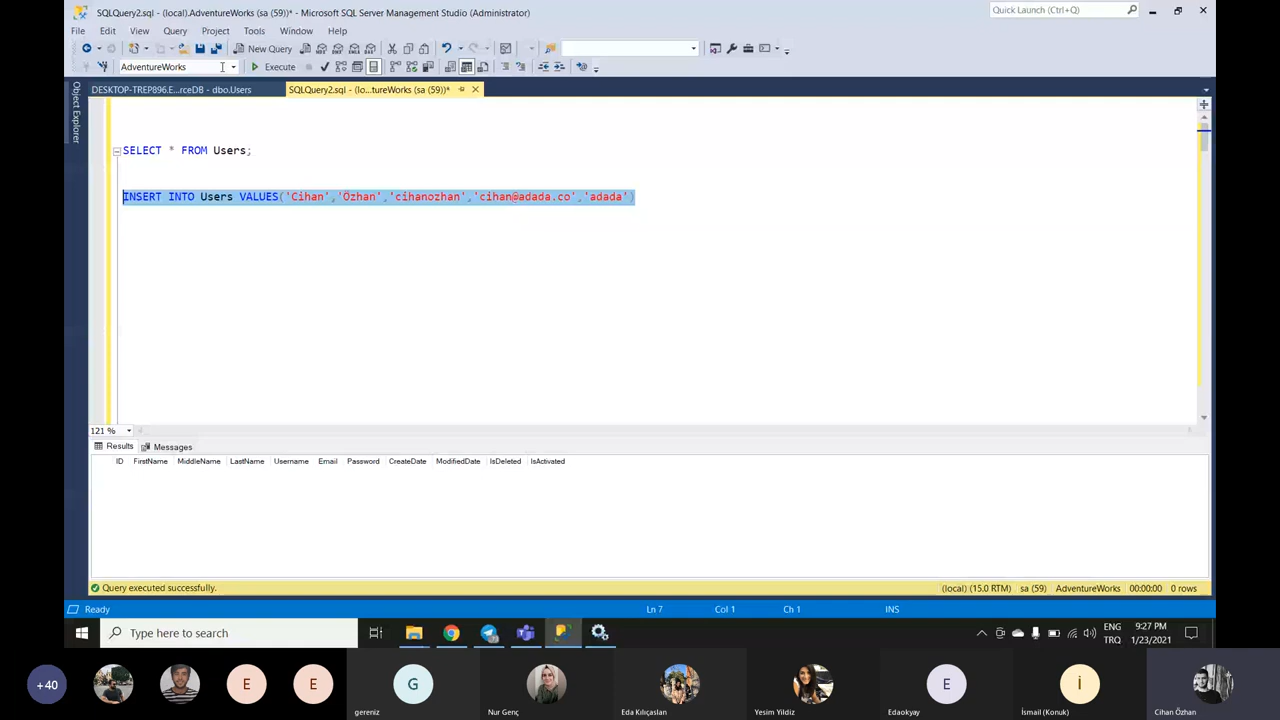 SQLQuery2.sql - (local).AdventureWorks (sa (59))* - Microsoft SQL Server Management Studio (Administrator)
Quick Launch (Ctrl+Q)
File Edit View Query Project Tools Window Help
New Query
AdventureWorks
Execute
DESKTOP-TREP896.E...rceDB - dbo.Users
SQLQuery2.sql - (lo...tureWorks (sa (59))*
Object Explorer
SELECT * FROM Users;
INSERT INTO Users VALUES('Cihan','Özhan','cihanozhan','cihan@adada.co','adada')
121 %
Results Messages
ID FirstName MiddleName LastName Username Email Password CreateDate ModifiedDate IsDeleted IsActivated
Query executed successfully.
(local) (15.0 RTM) sa (59) AdventureWorks 00:00:00 0 rows
Ready
Ln 7 Col 1 Ch 1 INS
Type here to search
ENG
TRQ
9:27 PM
1/23/2021
+40
E
E
G
E
İ
gereniz
Nur Genç
Eda Kılıçaslan
Yesim Yildiz
Edaokyay
İsmail (Konuk)
Cihan Özhan